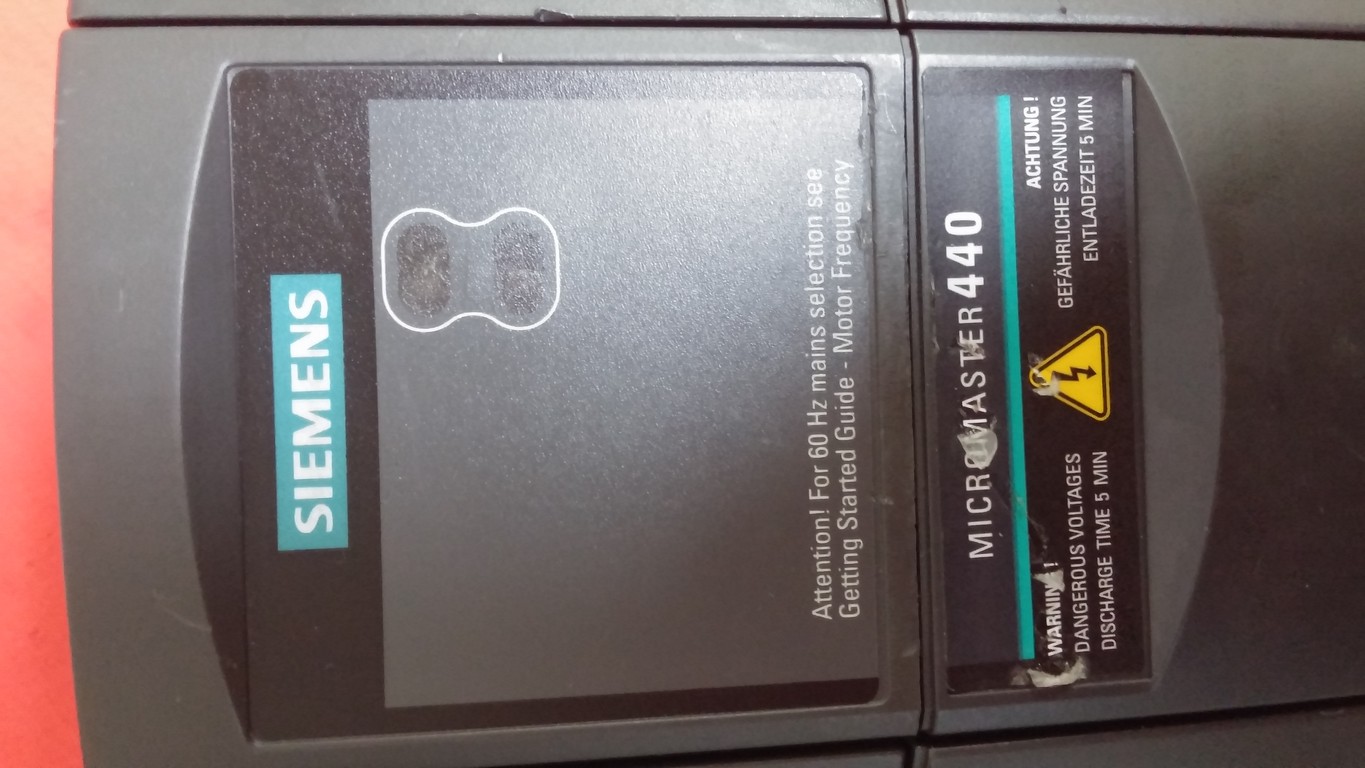 SIEMENS
Attention! For 60 Hz mains selection see
Getting Started Guide - Motor Frequency
MICROMASTER 440
WARNING !
DANGEROUS VOLTAGES
DISCHARGE TIME 5 MIN
ACHTUNG !
GEFÄHRLICHE SPANNUNG
ENTLADEZEIT 5 MIN